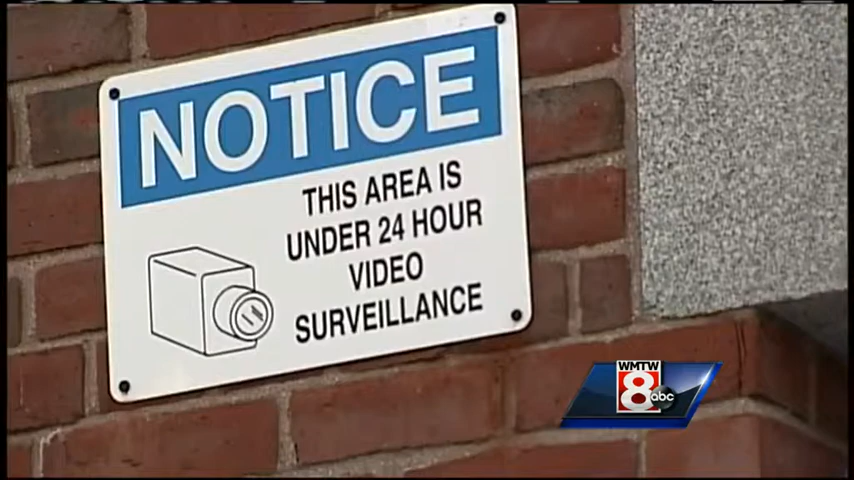 NOTICE
THIS AREA IS
UNDER 24 HOUR
VIDEO
SURVEILLANCE
WMTW
8
abc